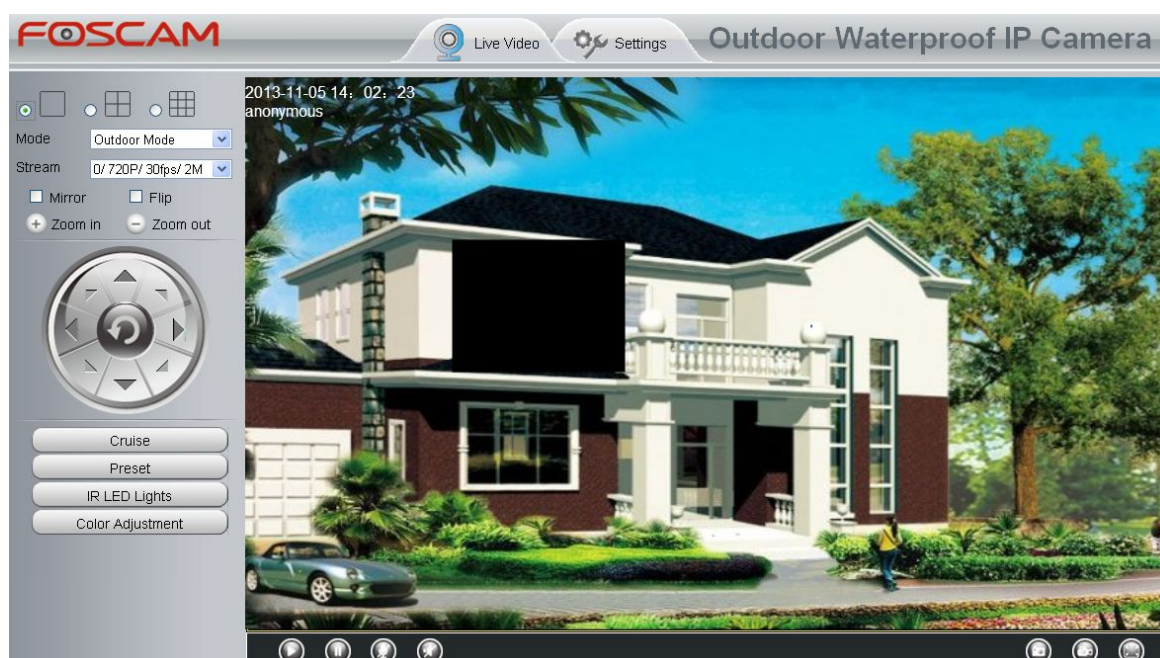 FOSCAM
Live Video
Settings
Outdoor Waterproof IP Camera
2013-11-05 14: 02: 23
anonymous
Mode
Outdoor Mode
Stream
0/ 720P/ 30fps/ 2M
Mirror
Flip
Zoom in
Zoom out
Cruise
Preset
IR LED Lights
Color Adjustment